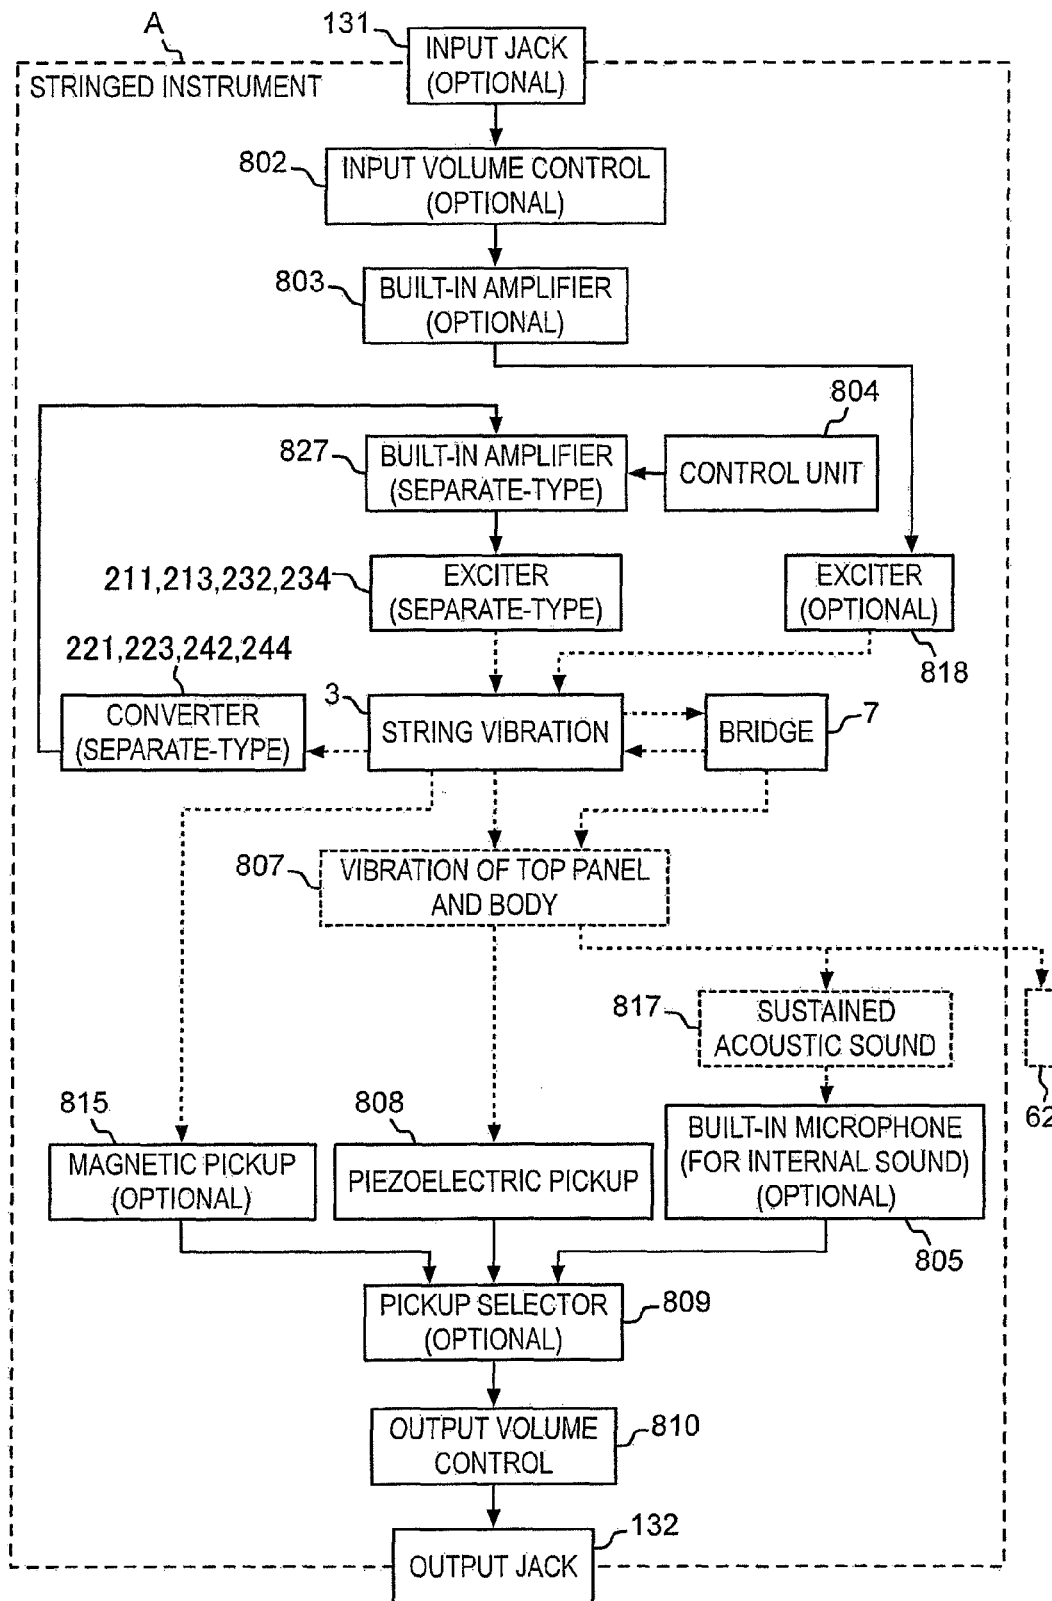 131
A
INPUT JACK
(OPTIONAL)
STRINGED INSTRUMENT
802
INPUT VOLUME CONTROL
(OPTIONAL)
803
BUILT-IN AMPLIFIER
(OPTIONAL)
804
827
BUILT-IN AMPLIFIER
(SEPARATE-TYPE)
CONTROL UNIT
211,213,232,234
EXCITER
(SEPARATE-TYPE)
EXCITER
(OPTIONAL)
818
221,223,242,244
3
7
CONVERTER
(SEPARATE-TYPE)
STRING VIBRATION
BRIDGE
807
VIBRATION OF TOP PANEL
AND BODY
817
SUSTAINED
ACOUSTIC SOUND
62
815
808
MAGNETIC PICKUP
(OPTIONAL)
PIEZOELECTRIC PICKUP
BUILT-IN MICROPHONE
(FOR INTERNAL SOUND)
(OPTIONAL)
805
PICKUP SELECTOR
(OPTIONAL)
809
OUTPUT VOLUME
CONTROL
810
132
OUTPUT JACK